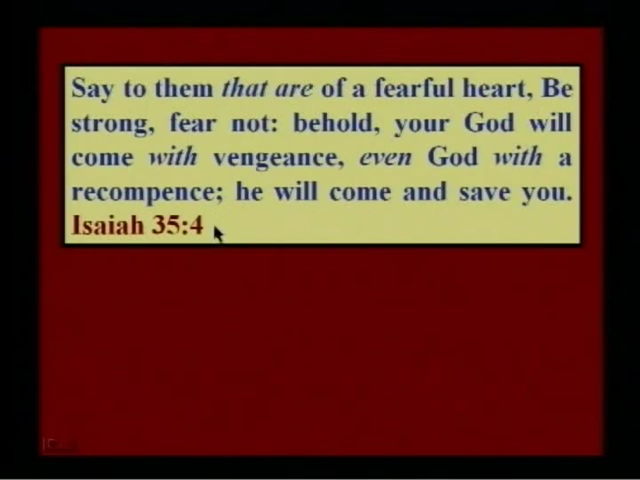 Say to them that are of a fearful heart, Be
strong, fear not: behold, your God will
come with vengeance, even God with a
recompence; he will come and save you.
Isaiah 35:4